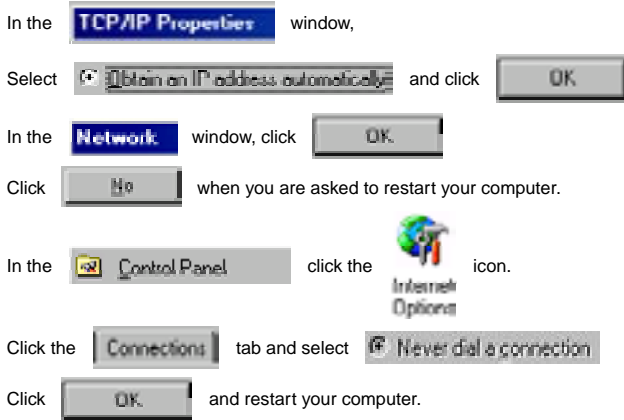 In the TCP/IP Properties window,
Select Obtain an IP address automatically and click OK
In the Network window, click OK
Click No when you are asked to restart your computer.
In the Control Panel click the Internet Options icon.
Click the Connections tab and select Never dial a connection
Click OK and restart your computer.